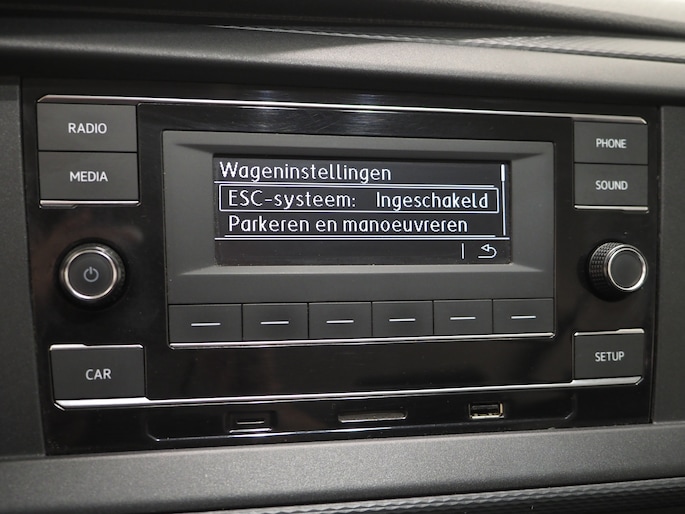 RADIO
MEDIA
CAR
Wageninstellingen
ESC-systeem: Ingeschakeld
Parkeren en manoeuvreren
PHONE
SOUND
SETUP